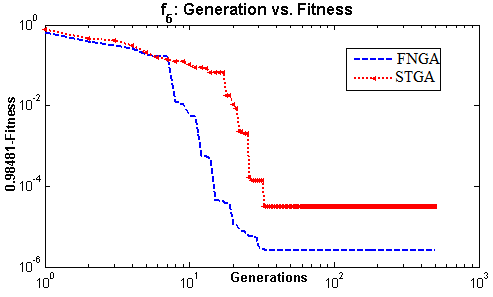 f6: Generation vs. Fitness
0.98481-Fitness
10^0
10^-2
10^-4
10^-6
FNGA
STGA
10^0
10^1
10^2
10^3
Generations